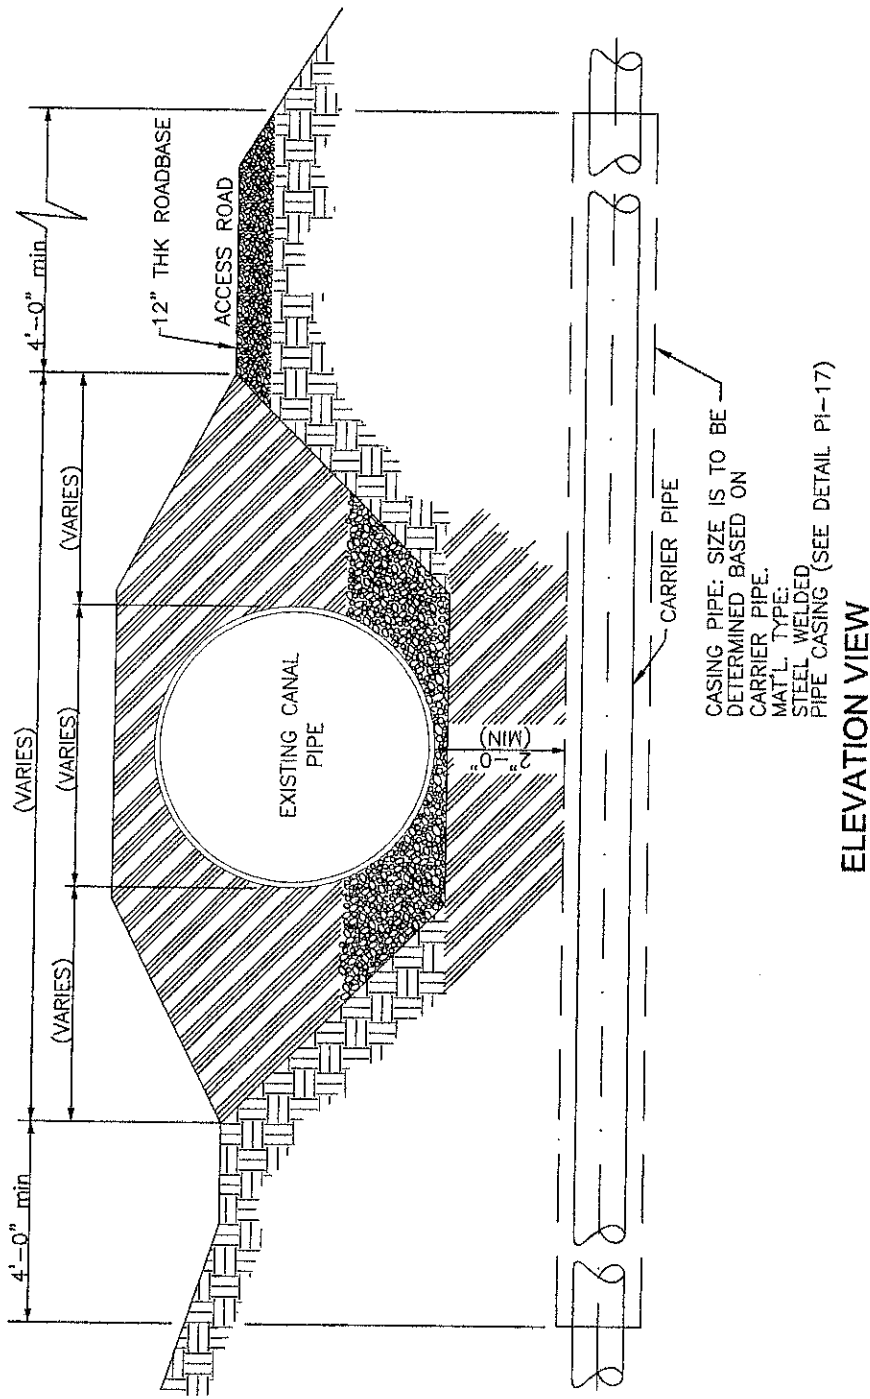 (VARIES)
4'-0" min
4'-0" min
(VARIES)
(VARIES)
(VARIES)
12" THK ROADBASE
ACCESS ROAD
EXISTING CANAL
PIPE
2"-0"
(MIN)
CARRIER PIPE
CASING PIPE: SIZE IS TO BE
DETERMINED BASED ON
CARRIER PIPE.
MAT'L TYPE:
STEEL WELDED
PIPE CASING (SEE DETAIL PI-17)
ELEVATION VIEW